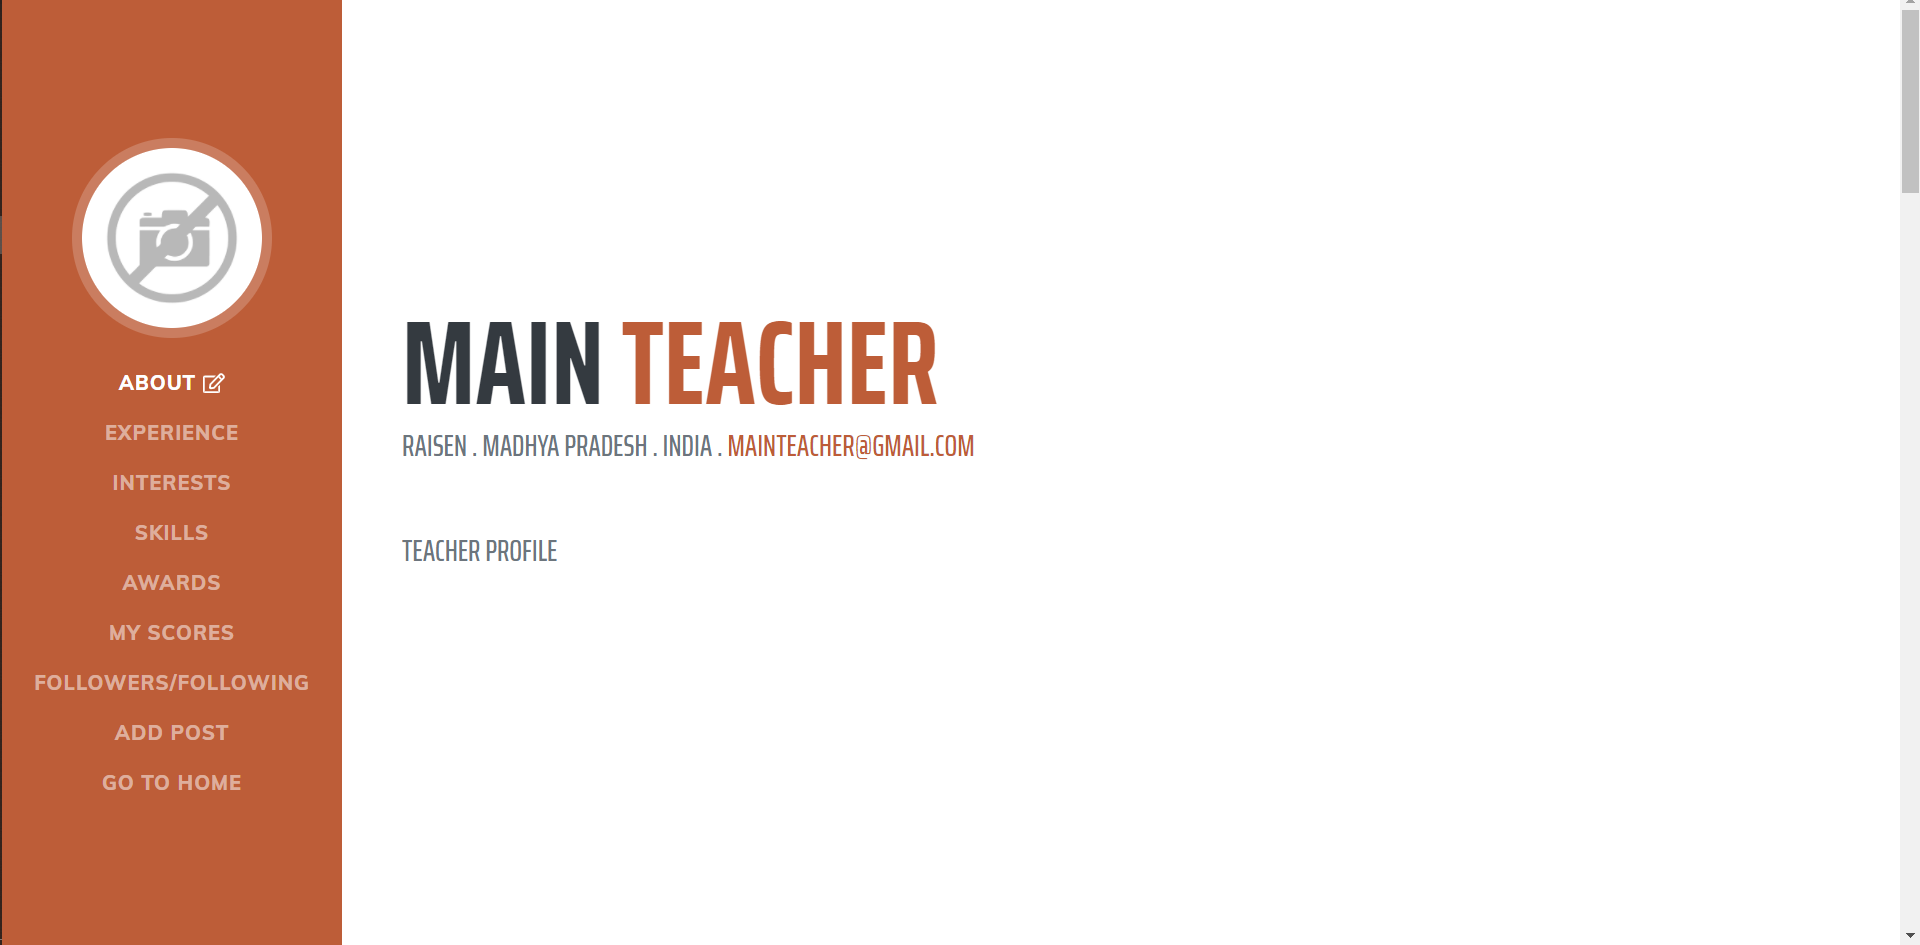 ABOUT
EXPERIENCE
INTERESTS
SKILLS
AWARDS
MY SCORES
FOLLOWERS/FOLLOWING
ADD POST
GO TO HOME
MAIN TEACHER
RAISEN . MADHYA PRADESH . INDIA . MAINTEACHER@GMAIL.COM
TEACHER PROFILE